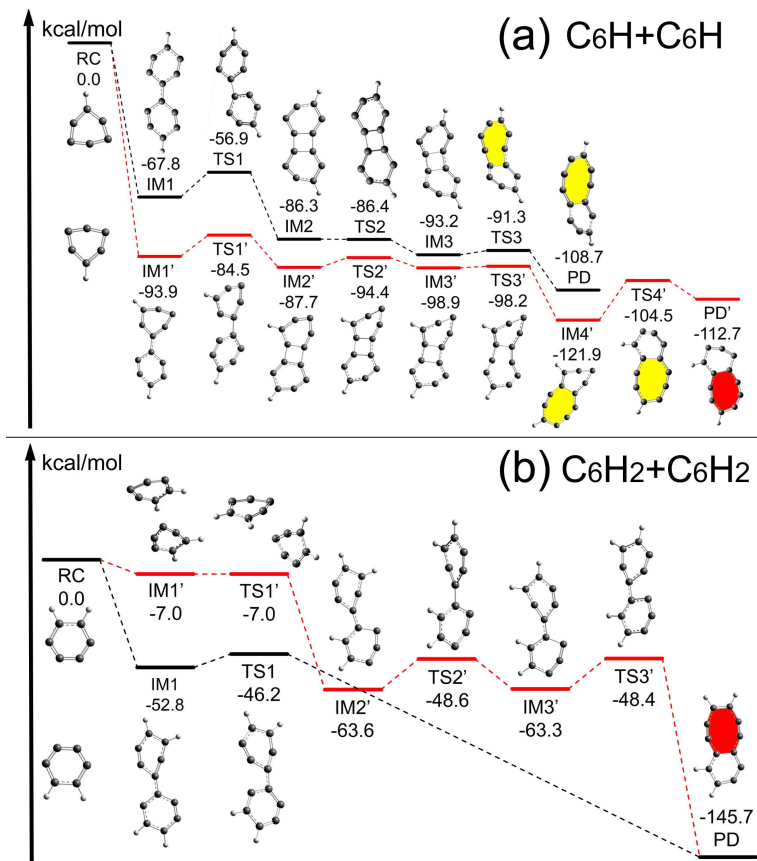 kcal/mol
(a) C6H+C6H
RC
0.0
-67.8
IM1
-56.9
TS1
-86.3
IM2
-86.4
TS2
-93.2
IM3
-91.3
TS3
-108.7
PD
IM1'
-93.9
TS1'
-84.5
IM2'
-87.7
TS2'
-94.4
IM3'
-98.9
TS3'
-98.2
IM4'
-121.9
TS4'
-104.5
PD'
-112.7
kcal/mol
(b) C6H2+C6H2
RC
0.0
IM1'
-7.0
TS1'
-7.0
IM1
-52.8
TS1
-46.2
IM2'
-63.6
TS2'
-48.6
IM3'
-63.3
TS3'
-48.4
-145.7
PD